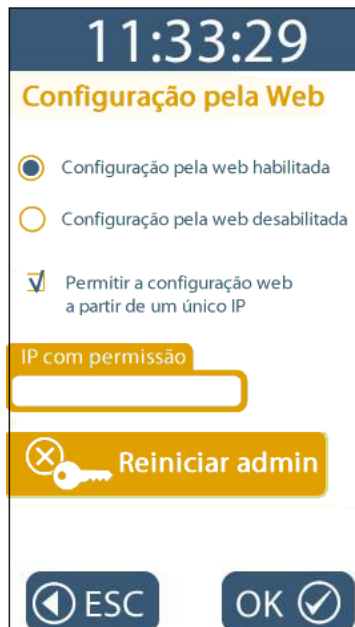 11:33:29
Configuração pela Web
Configuração pela web habilitada
Configuração pela web desabilitada
Permitir a configuração web
a partir de um único IP
IP com permissão
Reiniciar admin
ESC
OK